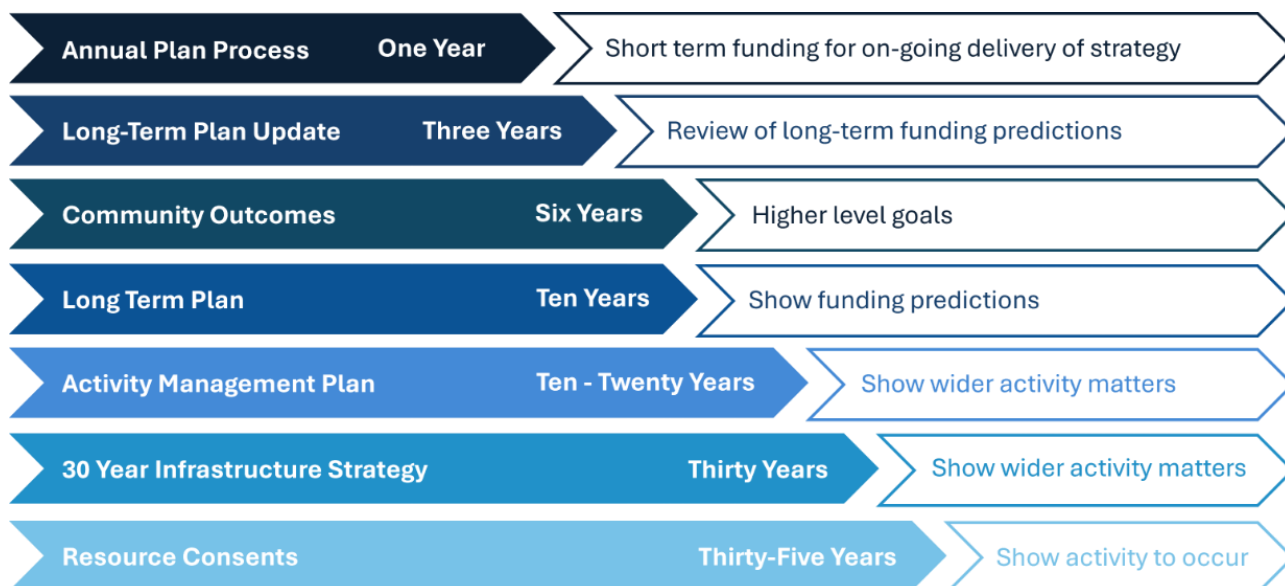 Annual Plan Process One Year Short term funding for on-going delivery of strategy
Long-Term Plan Update Three Years Review of long-term funding predictions
Community Outcomes Six Years Higher level goals
Long Term Plan Ten Years Show funding predictions
Activity Management Plan Ten - Twenty Years Show wider activity matters
30 Year Infrastructure Strategy Thirty Years Show wider activity matters
Resource Consents Thirty-Five Years Show activity to occur